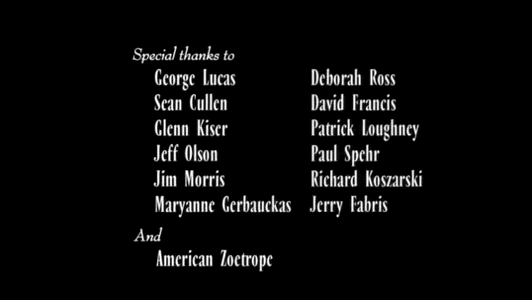 Special thanks to
George Lucas Deborah Ross
Sean Cullen David Francis
Glenn Kiser Patrick Loughney
Jeff Olson Paul Spehr
Jim Morris Richard Koszarski
Maryanne Gerbauckas Jerry Fabris
And
American Zoetrope